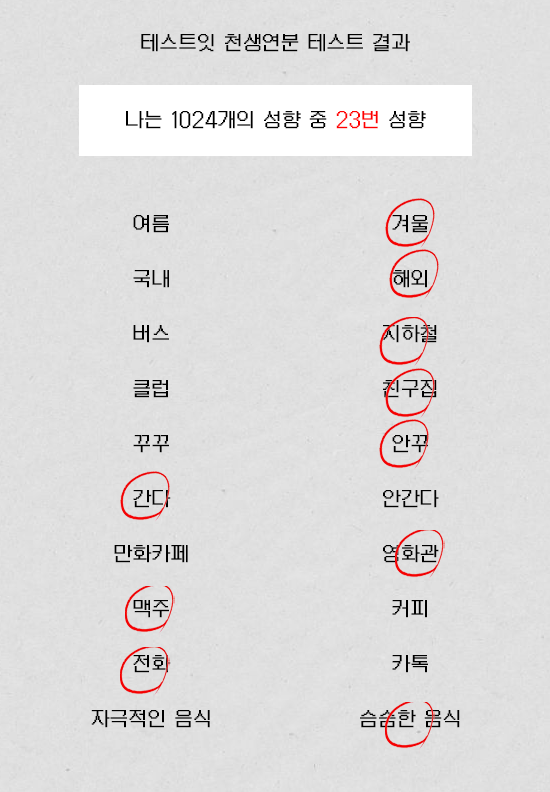 테스트잇 천생연분 테스트 결과
나는 1024개의 성향 중 23번 성향
여름 겨울
국내 해외
버스 지하철
클럽 친구집
꾸꾸 안꾸
간다 안간다
만화카페 영화관
맥주 커피
전화 카톡
자극적인 음식 슴슴한 음식